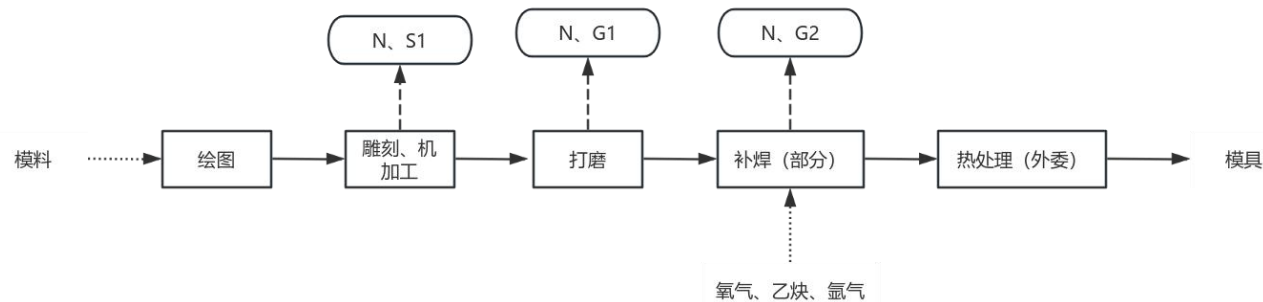 N、S1
N、G1
N、G2
模料
绘图
雕刻、机
加工
打磨
补焊（部分）
热处理（外委）
模具
氧气、乙炔、氩气